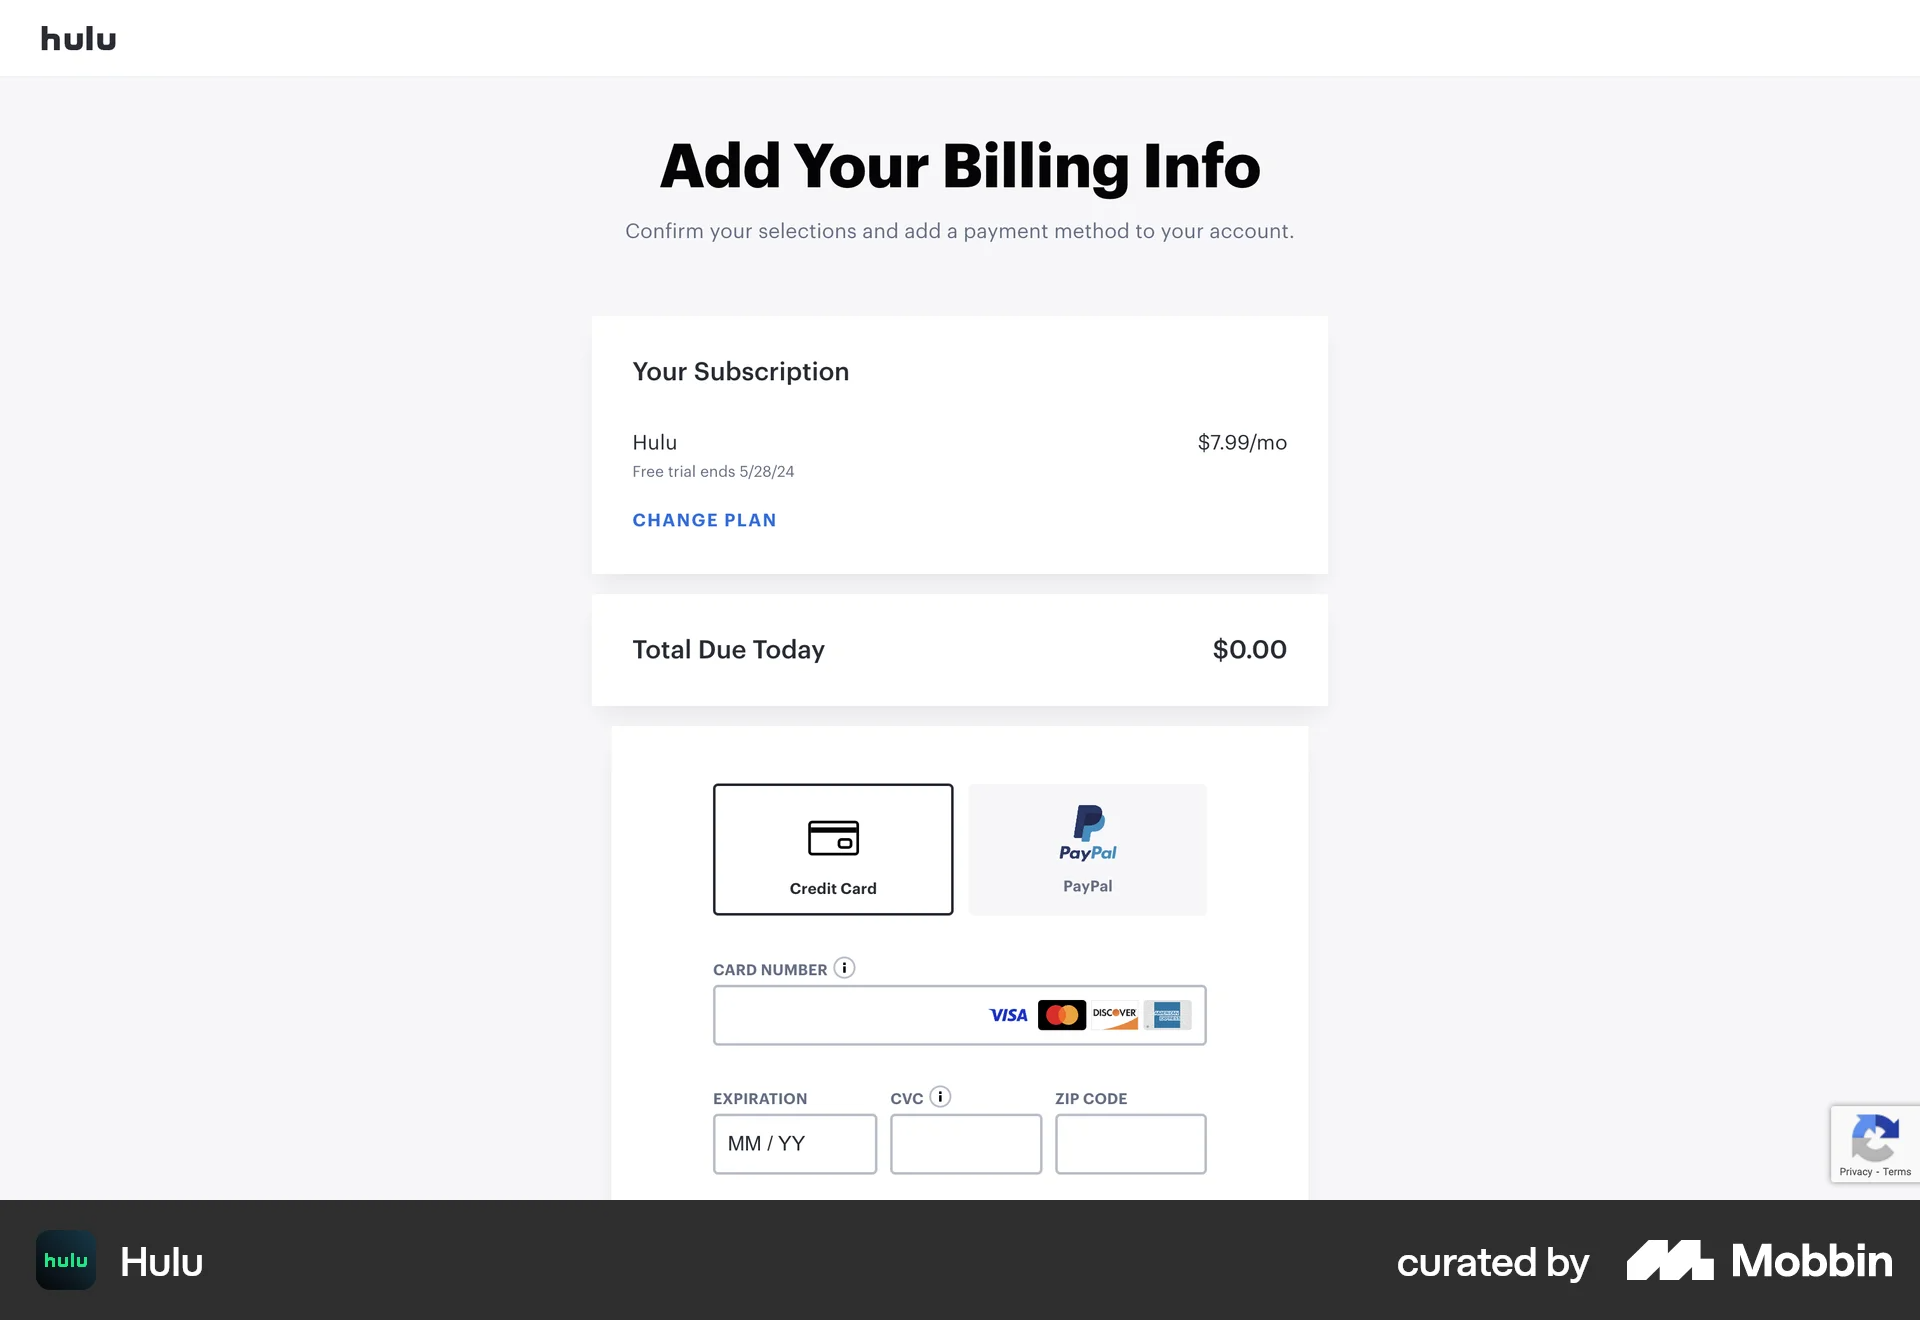 hulu
Add Your Billing Info
Confirm your selections and add a payment method to your account.
Your Subscription
Hulu $7.99/mo
Free trial ends 5/28/24
CHANGE PLAN
Total Due Today $0.00
PayPal
Credit Card PayPal
CARD NUMBER i
VISA DISCOVER AMERICAN EXPRESS
EXPIRATION CVC i ZIP CODE
MM / YY
Privacy - Terms
hulu Hulu curated by Mobbin